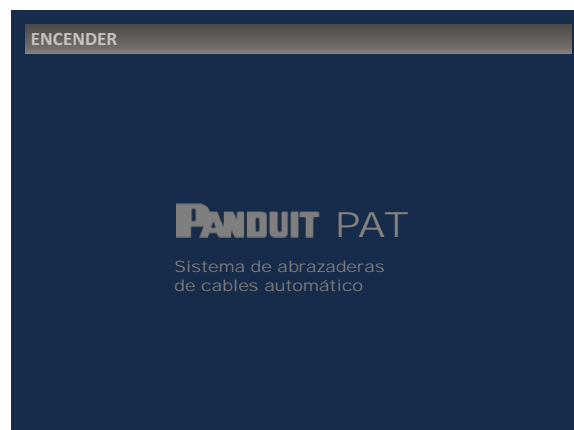 ENCENDER
PANDUIT PAT
Sistema de abrazaderas
de cables automático